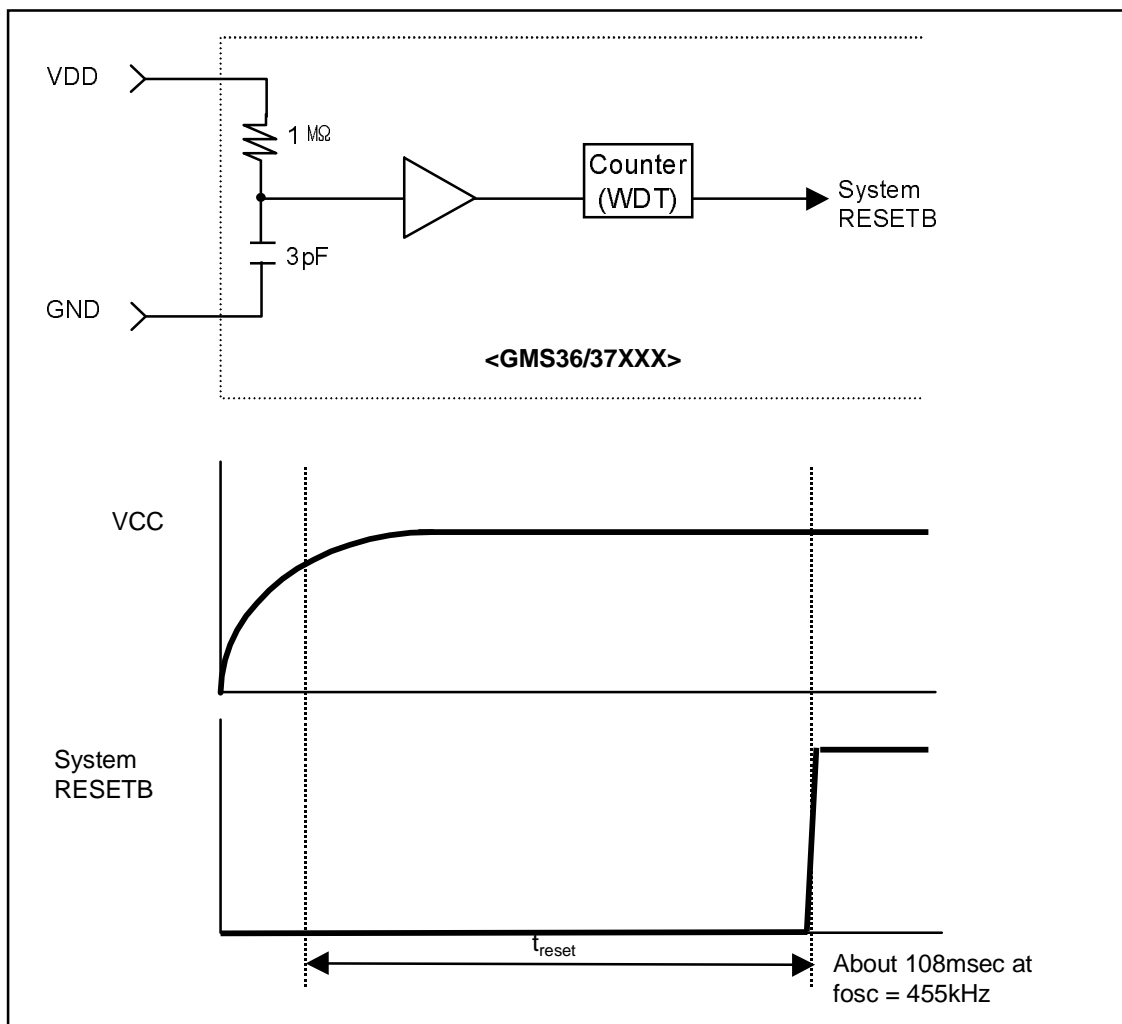 VDD
1 MΩ
Counter
(WDT)
System
RESETB
3pF
GND
<GMS36/37XXX>
VCC
System
RESETB
treset
About 108msec at
fosc = 455kHz